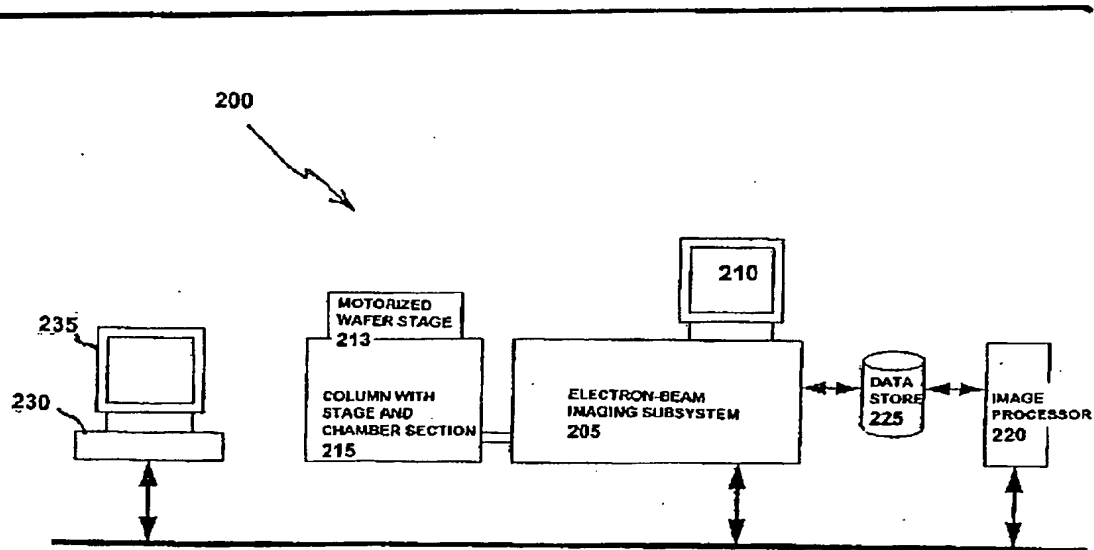 200
210
MOTORIZED
WAFER STAGE
213
235
230
COLUMN WITH
STAGE AND
CHAMBER SECTION
215
ELECTRON-BEAM
IMAGING SUBSYSTEM
205
DATA
STORE
225
IMAGE
PROCESSOR
220